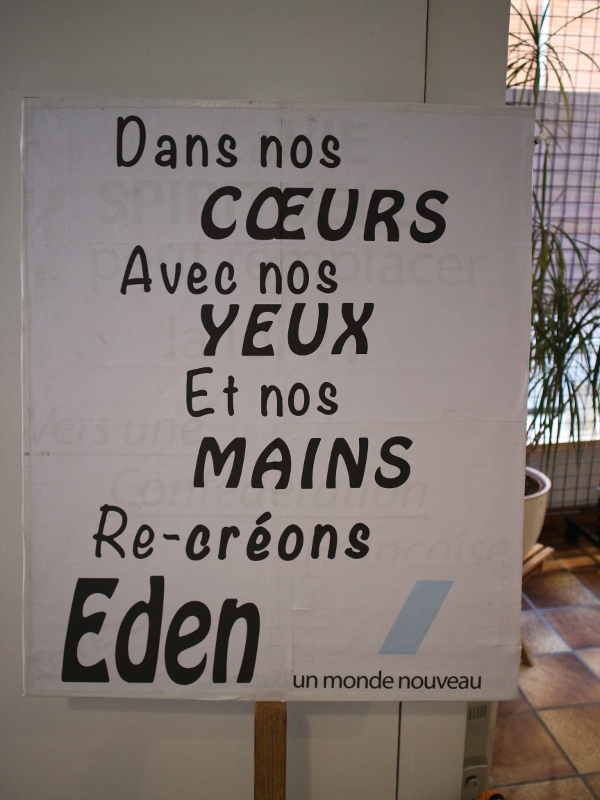 Dans nos
CŒURS
Avec nos
YEUX
Et nos
MAINS
Re-créons
Eden
un monde nouveau